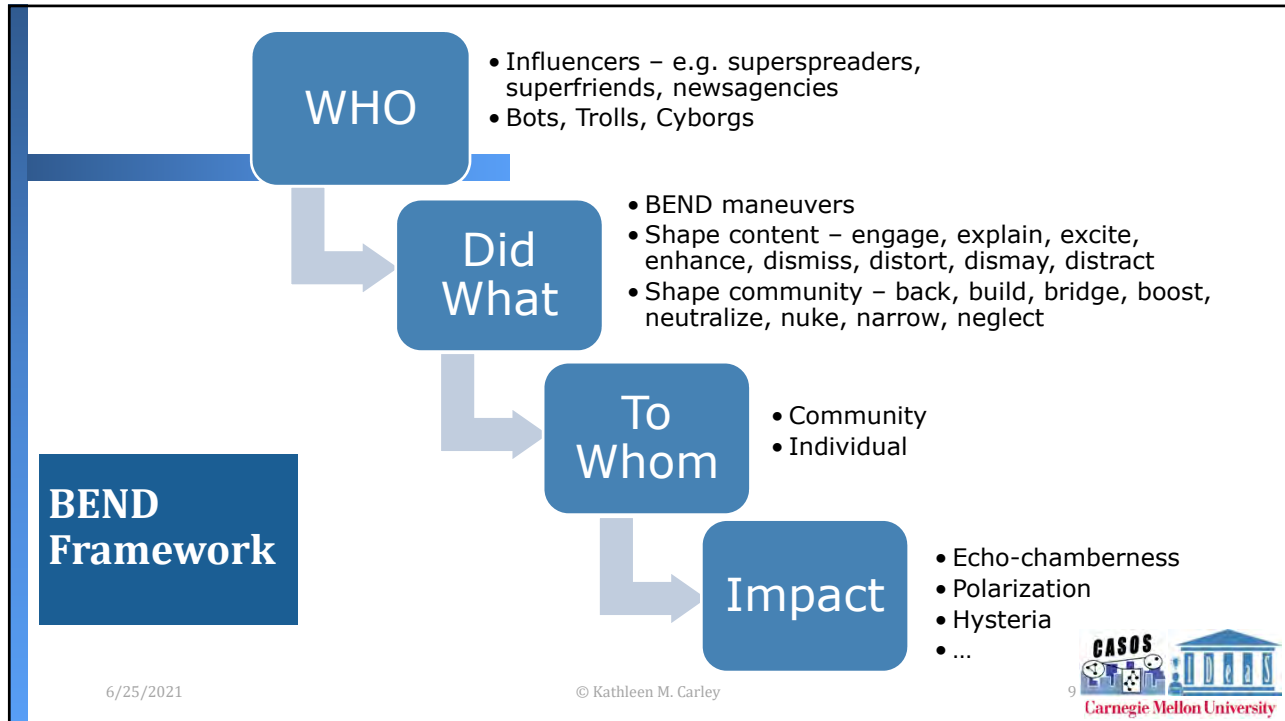 WHO
• Influencers – e.g. superspreaders,
superfriends, newsagencies
• Bots, Trolls, Cyborgs
Did
What
• BEND maneuvers
• Shape content – engage, explain, excite,
enhance, dismiss, distort, dismay, distract
• Shape community – back, build, bridge, boost,
neutralize, nuke, narrow, neglect
To
Whom
• Community
• Individual
BEND
Framework
Impact
• Echo-chamberness
• Polarization
• Hysteria
• …
6/25/2021
© Kathleen M. Carley
9
CASOS
IDeaS
Carnegie Mellon University